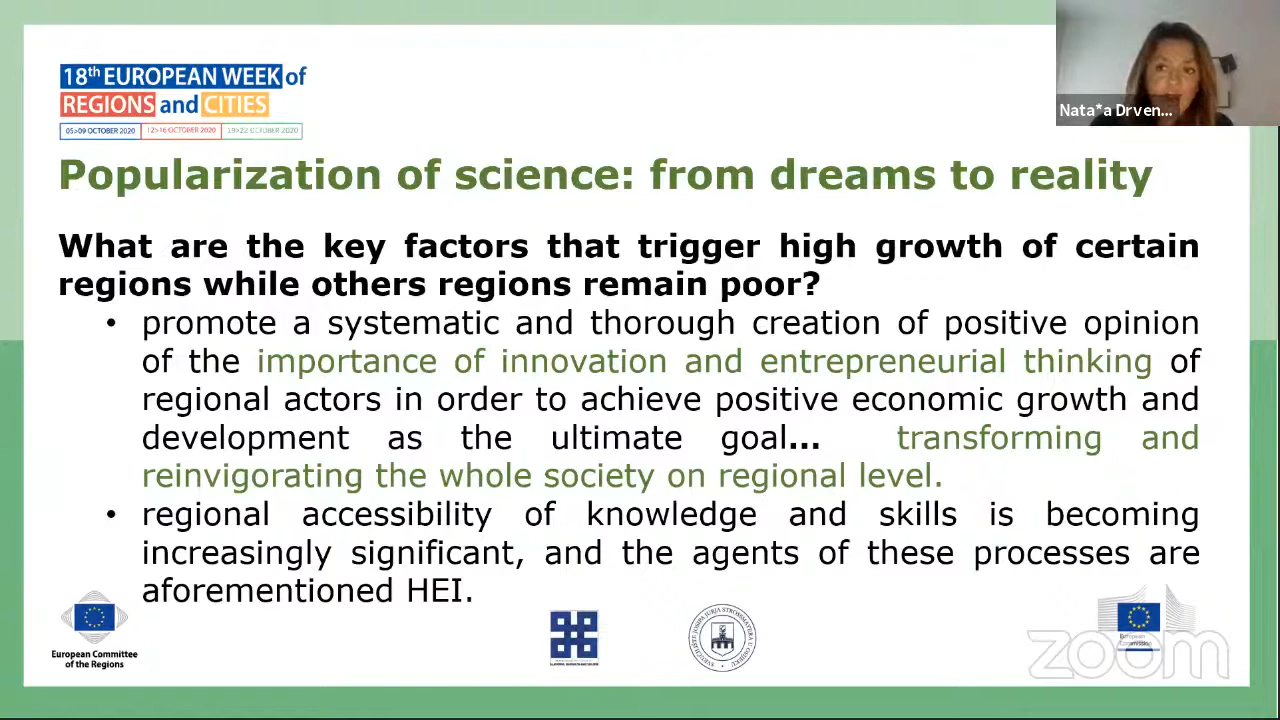 18th EUROPEAN WEEK of
REGIONS and CITIES
05>09 OCTOBER 2020 12>16 OCTOBER 2020 19>22 OCTOBER 2020
Nata*a Drven...
Popularization of science: from dreams to reality
What are the key factors that trigger high growth of certain
regions while others regions remain poor?
• promote a systematic and thorough creation of positive opinion
of the importance of innovation and entrepreneurial thinking of
regional actors in order to achieve positive economic growth and
development as the ultimate goal... transforming and
reinvigorating the whole society on regional level.
• regional accessibility of knowledge and skills is becoming
increasingly significant, and the agents of these processes are
aforementioned HEI.
European Committee
of the Regions
European
Commission
zoom